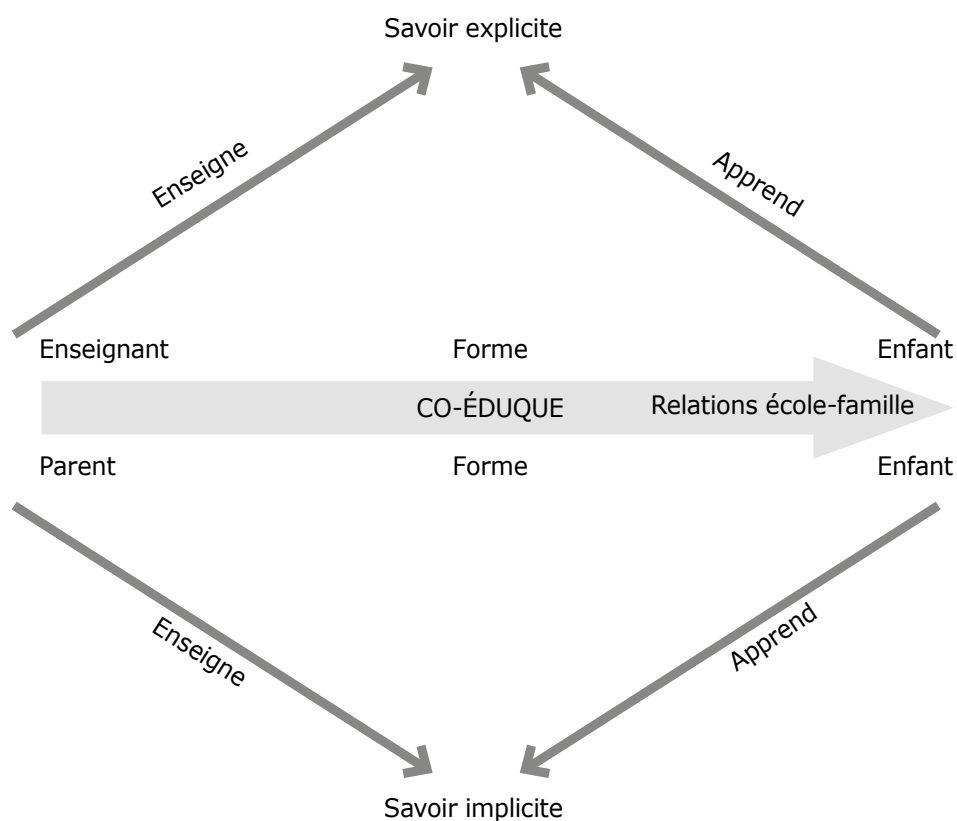 Savoir explicite
Enseigne
Apprend
Enseignant Forme Enfant
CO-ÉDUQUE Relations école-famille
Parent Forme Enfant
Enseigne
Apprend
Savoir implicite